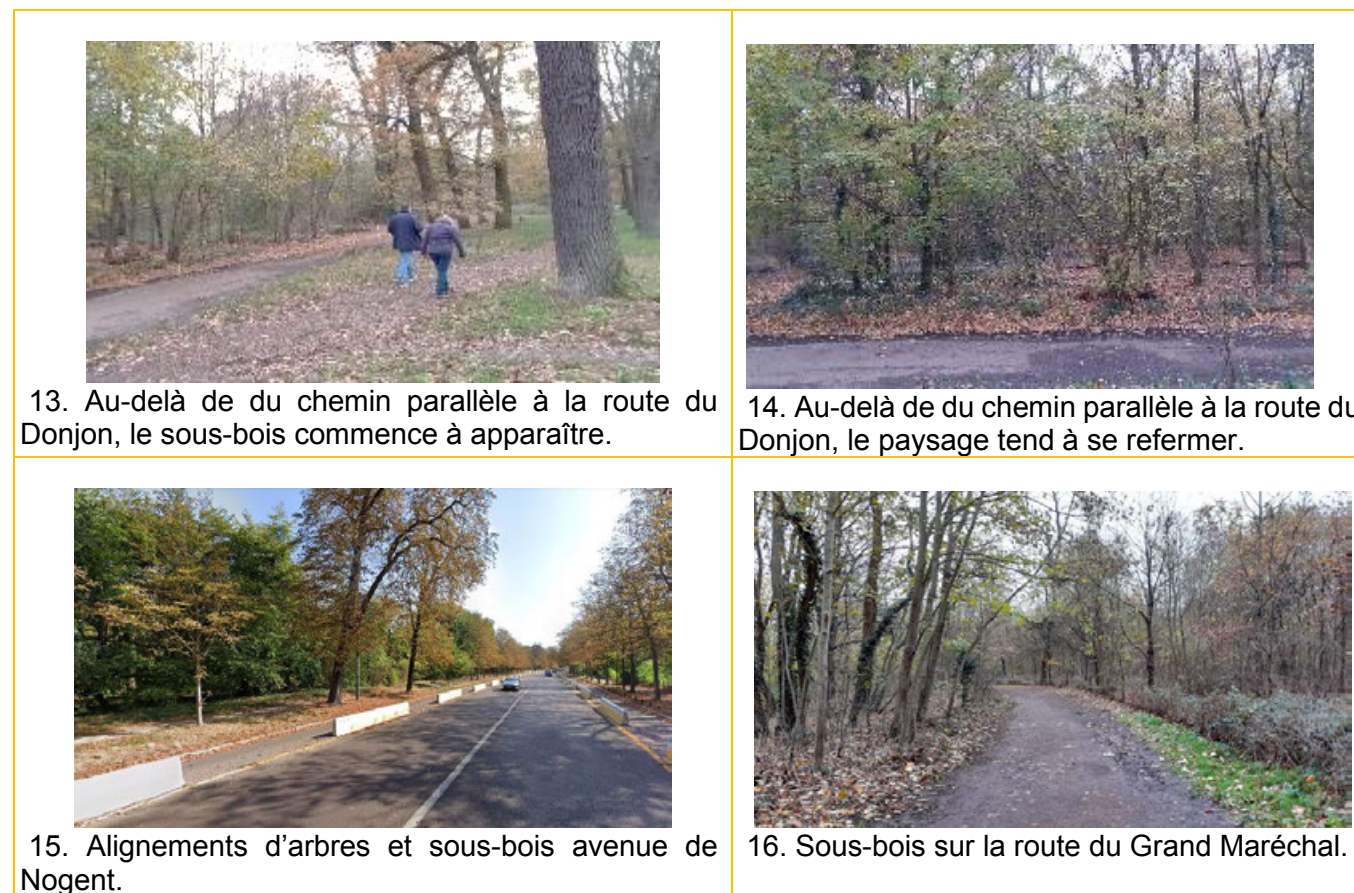 13. Au-delà de du chemin parallèle à la route du
Donjon, le sous-bois commence à apparaître.
14. Au-delà de du chemin parallèle à la route du
Donjon, le paysage tend à se refermer.
15. Alignements d’arbres et sous-bois avenue de
Nogent.
16. Sous-bois sur la route du Grand Maréchal.